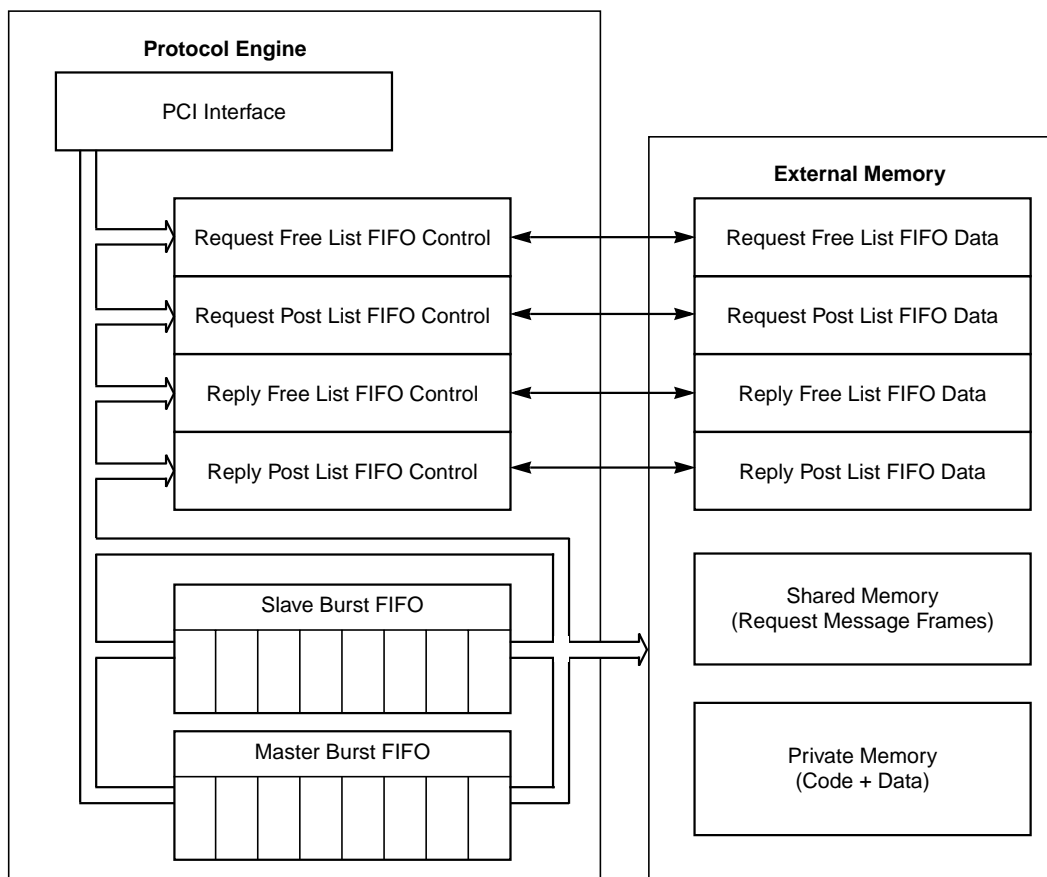 Protocol Engine
PCI Interface
External Memory
Request Free List FIFO Control
Request Free List FIFO Data
Request Post List FIFO Control
Request Post List FIFO Data
Reply Free List FIFO Control
Reply Free List FIFO Data
Reply Post List FIFO Control
Reply Post List FIFO Data
Slave Burst FIFO
Shared Memory
(Request Message Frames)
Master Burst FIFO
Private Memory
(Code + Data)